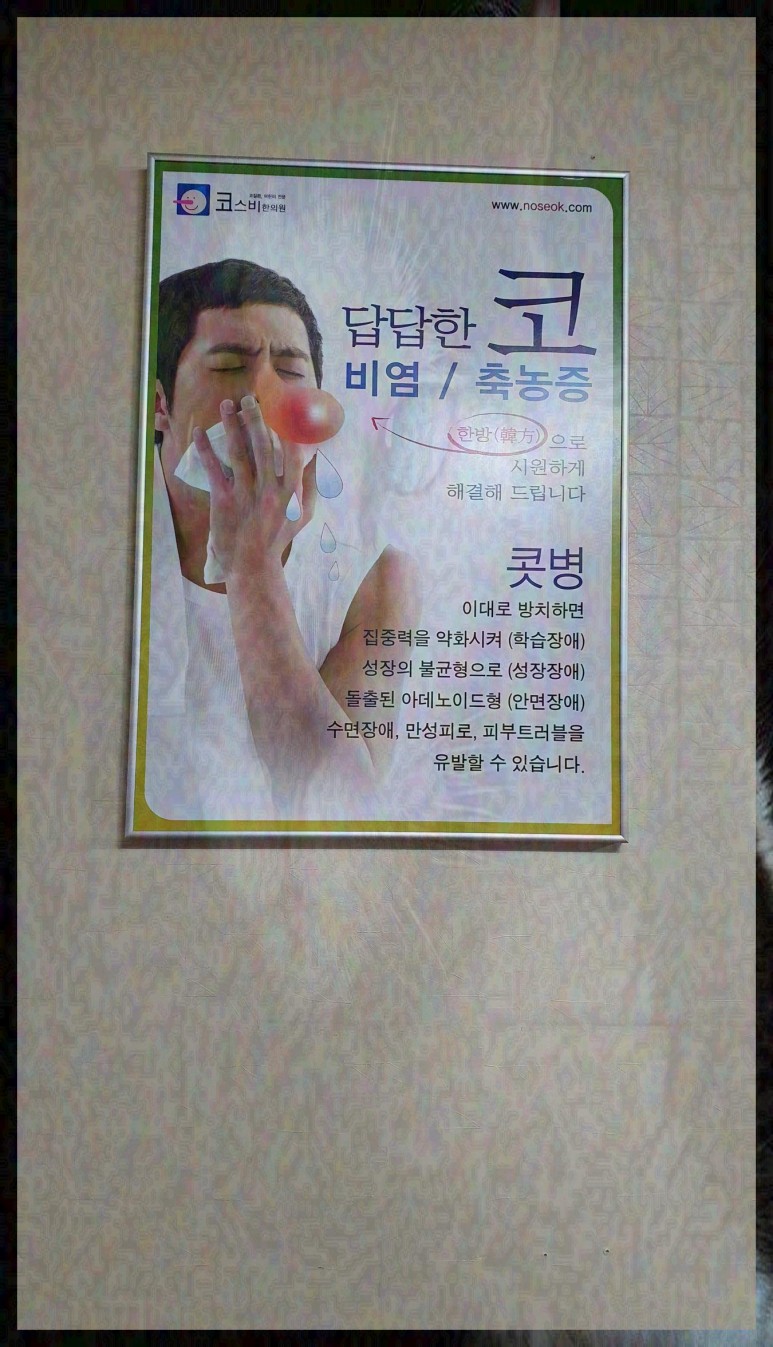 코스비한의원
www.noseok.com
답답한 코
비염 / 축농증
한방(韓方)으로
시원하게
해결해 드립니다
콧병
이대로 방치하면
집중력을 약화시켜 (학습장애)
성장의 불균형으로 (성장장애)
돌출된 아데노이드형 (안면장애)
수면장애, 만성피로, 피부트러블을
유발할 수 있습니다.